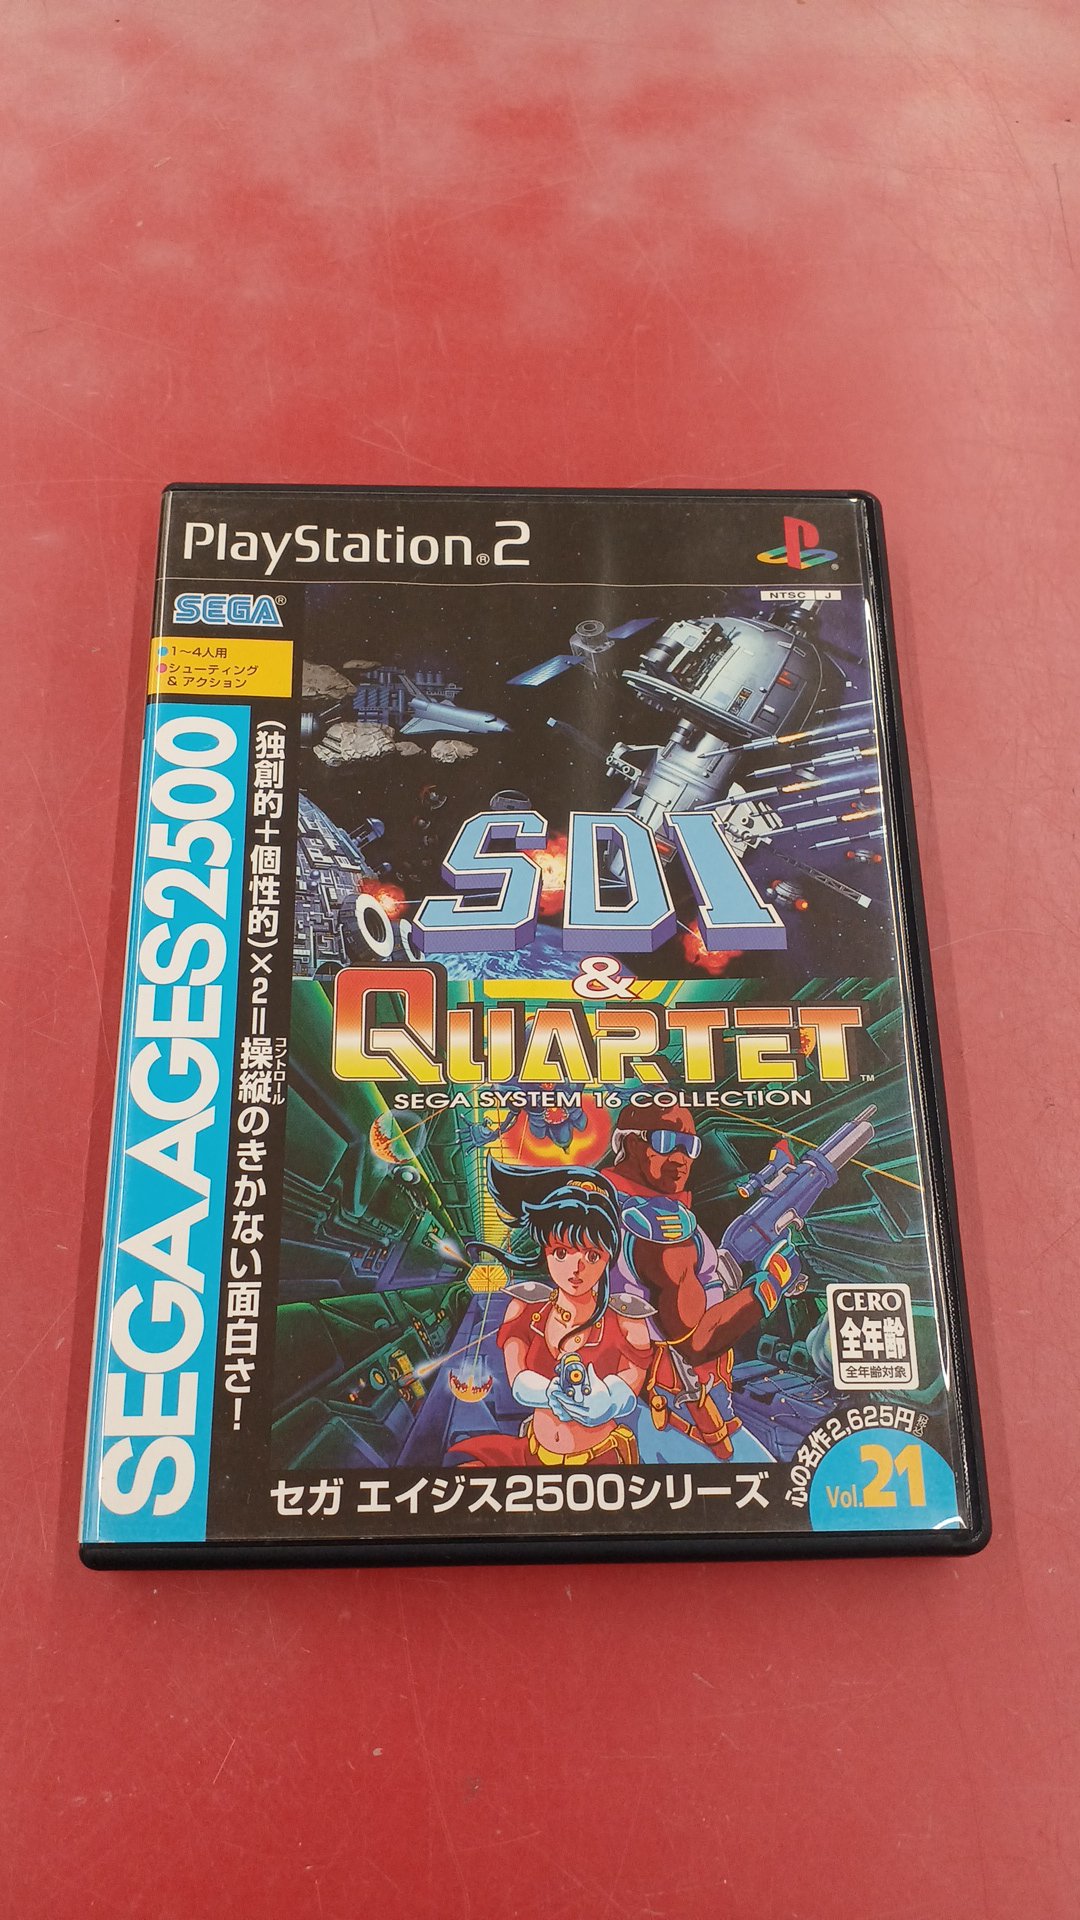 PlayStation®2
NTSC J
SEGA®
1～4人用
シューティング
& アクション
SEGA AGES 2500
(独創的＋個性的)×2＝操縦のきかない面白さ！
コントロール
SDI
&
QUARTET™
SEGA SYSTEM 16 COLLECTION
CERO
全年齢
全年齢対象
心の名作2,625円
Vol.21
セガ エイジス2500シリーズ